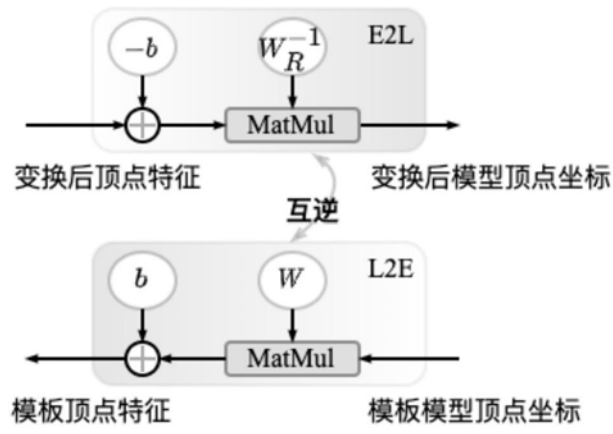 −b W_R^{-1} E2L
MatMul
变换后顶点特征 变换后模型顶点坐标
互逆
b W L2E
MatMul
模板顶点特征 模板模型顶点坐标